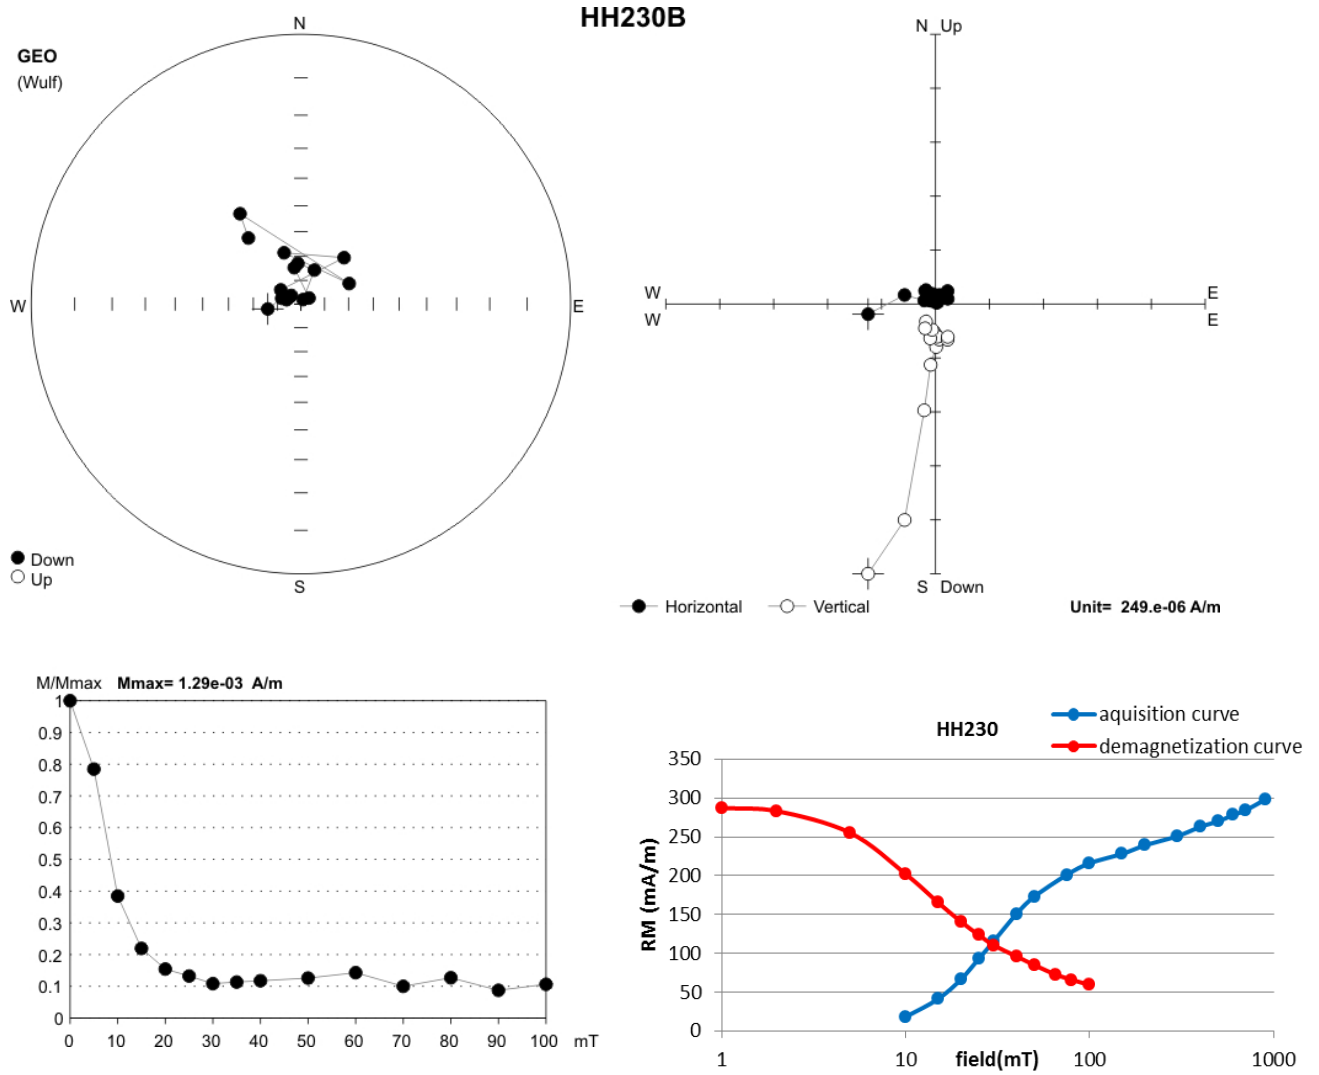 HH230B
GEO
(Wulf)
N
W
E
S
Down
Up
N Up
W
E
W
E
S Down
Horizontal
Vertical
Unit= 249.e-06 A/m
M/Mmax Mmax= 1.29e-03 A/m
1
0.9
0.8
0.7
0.6
0.5
0.4
0.3
0.2
0.1
0
0 10 20 30 40 50 60 70 80 90 100 mT
HH230
aquisition curve
demagnetization curve
RM (mA/m)
350
300
250
200
150
100
50
0
1 10 100 1000
field(mT)